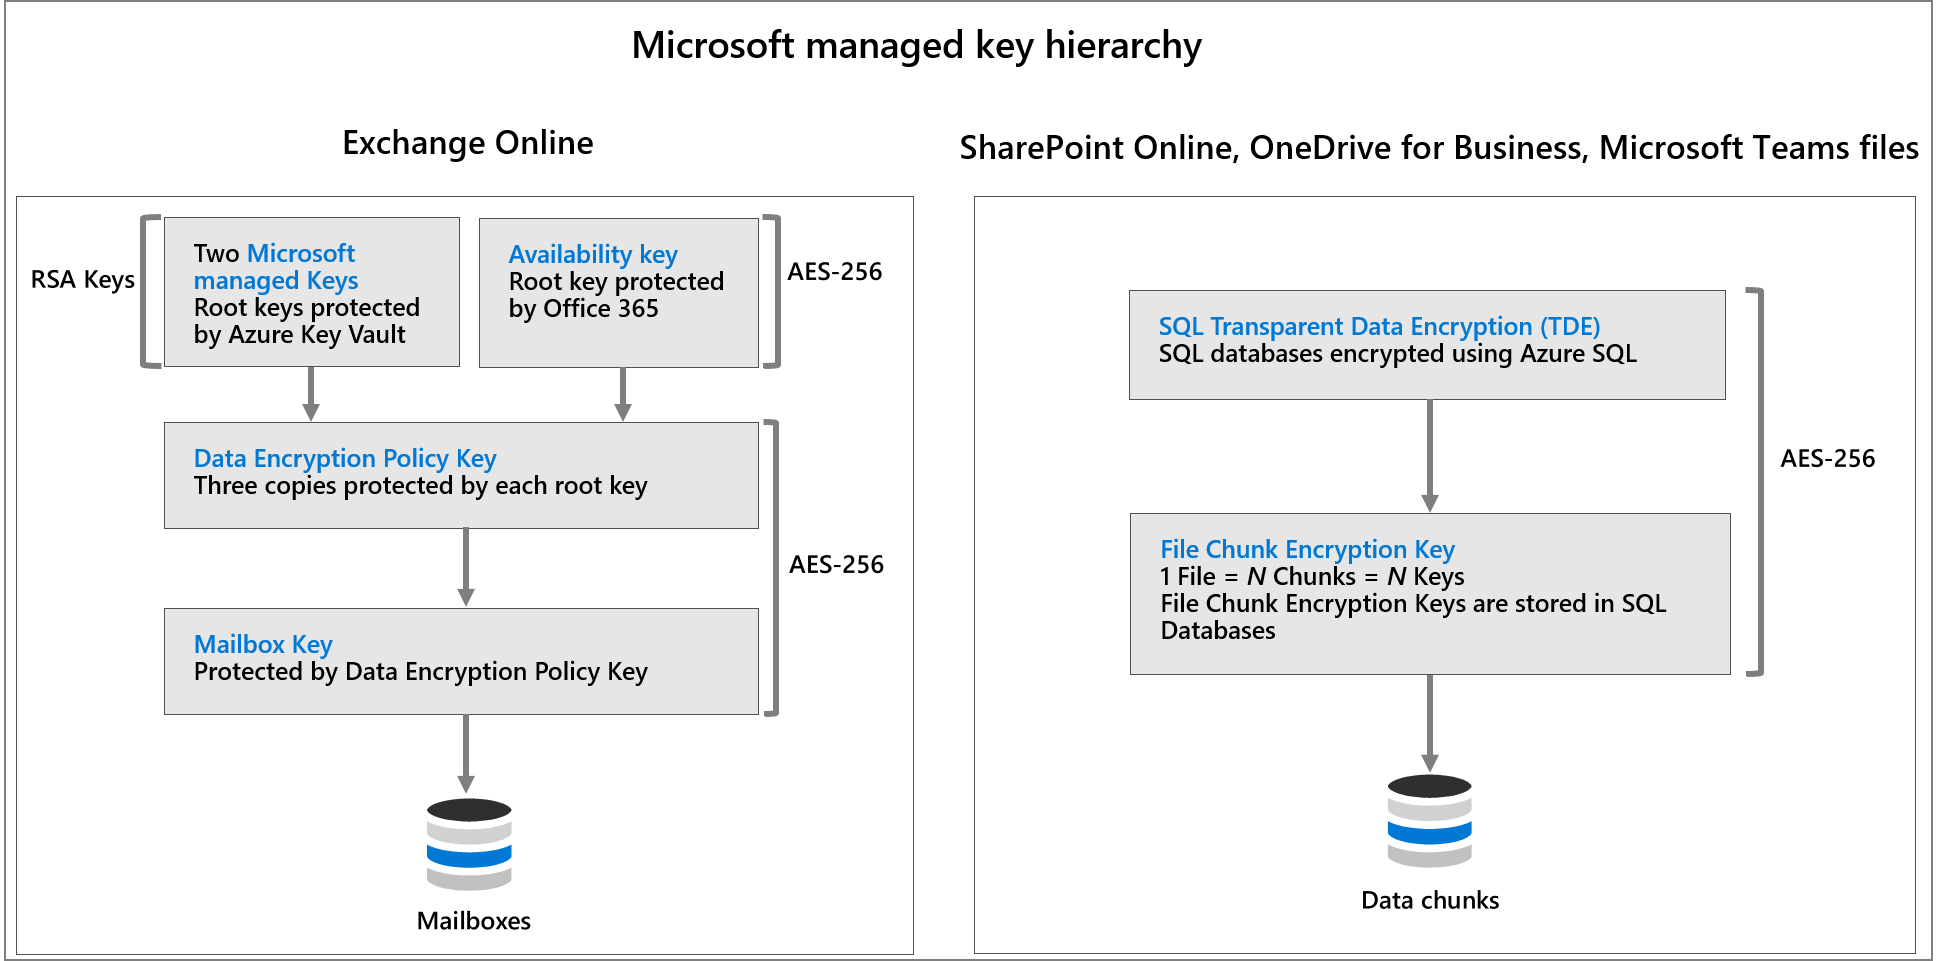 Microsoft managed key hierarchy
Exchange Online
RSA Keys
Two Microsoft
managed Keys
Root keys protected
by Azure Key Vault
Availability key
Root key protected
by Office 365
AES-256
Data Encryption Policy Key
Three copies protected by each root key
AES-256
Mailbox Key
Protected by Data Encryption Policy Key
Mailboxes
SharePoint Online, OneDrive for Business, Microsoft Teams files
SQL Transparent Data Encryption (TDE)
SQL databases encrypted using Azure SQL
AES-256
File Chunk Encryption Key
1 File = N Chunks = N Keys
File Chunk Encryption Keys are stored in SQL
Databases
Data chunks